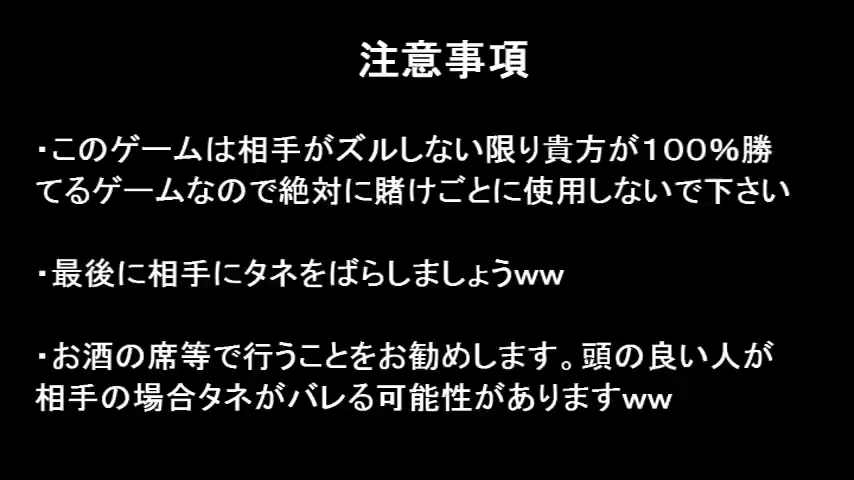 注意事項
・このゲームは相手がズルしない限り貴方が１００％勝
てるゲームなので絶対に賭けごとに使用しないで下さい
・最後に相手にタネをばらしましょうｗｗ
・お酒の席等で行うことをお勧めします。頭の良い人が
相手の場合タネがバレる可能性がありますｗｗ